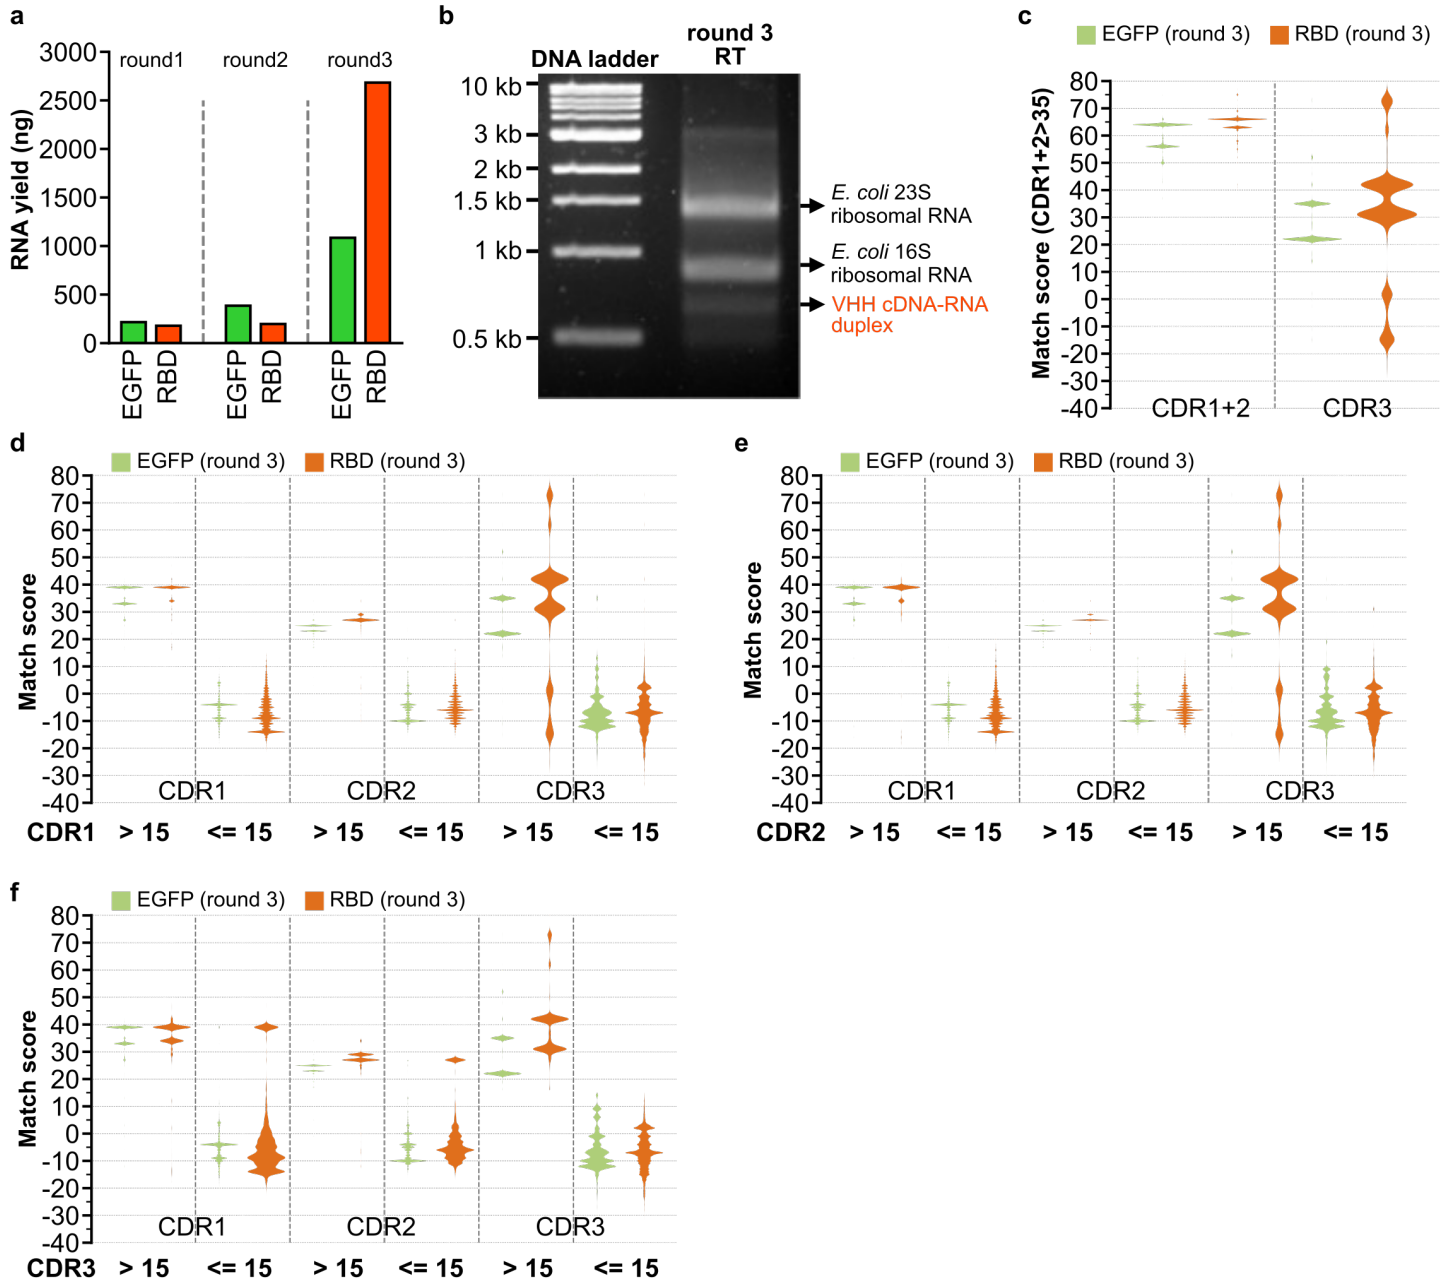 a
3000
2500
2000
1500
1000
500
0
RNA yield (ng)
round1
round2
round3
EGFP
RBD
EGFP
RBD
EGFP
RBD
b
DNA ladder
round 3
RT
10 kb
3 kb
2 kb
1.5 kb
1 kb
0.5 kb
E. coli 23S
ribosomal RNA
E. coli 16S
ribosomal RNA
VHH cDNA-RNA
duplex
c
EGFP (round 3)
RBD (round 3)
Match score (CDR1+2>35)
80
70
60
50
40
30
20
10
0
-10
-20
-30
-40
CDR1+2
CDR3
d
EGFP (round 3)
RBD (round 3)
Match score
80
70
60
50
40
30
20
10
0
-10
-20
-30
-40
CDR1
CDR2
CDR3
CDR1 > 15 <= 15 > 15 <= 15 > 15 <= 15
e
EGFP (round 3)
RBD (round 3)
Match score
80
70
60
50
40
30
20
10
0
-10
-20
-30
-40
CDR1
CDR2
CDR3
CDR2 > 15 <= 15 > 15 <= 15 > 15 <= 15
f
EGFP (round 3)
RBD (round 3)
Match score
80
70
60
50
40
30
20
10
0
-10
-20
-30
-40
CDR1
CDR2
CDR3
CDR3 > 15 <= 15 > 15 <= 15 > 15 <= 15